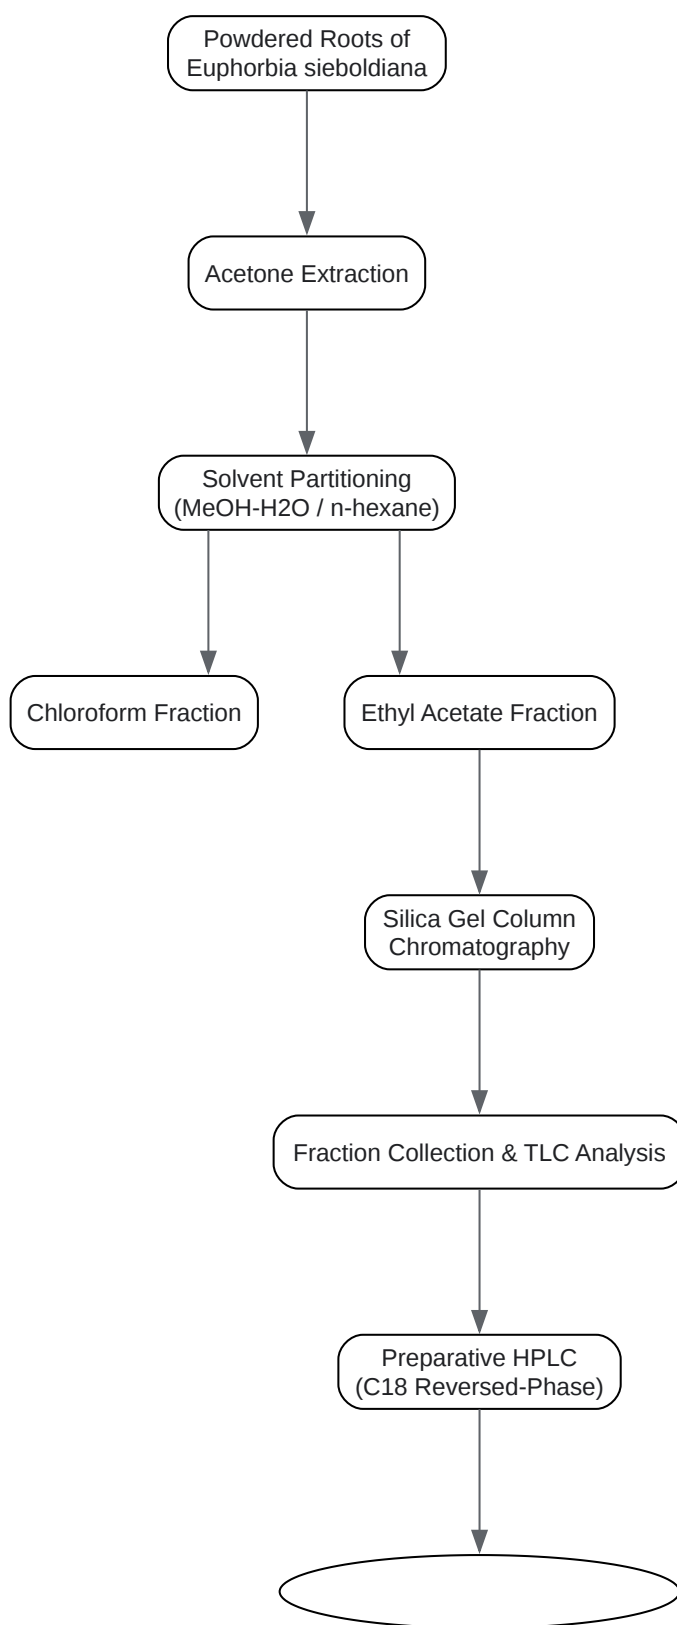 Powdered Roots of
Euphorbia sieboldiana
Acetone Extraction
Solvent Partitioning
(MeOH-H2O / n-hexane)
Chloroform Fraction
Ethyl Acetate Fraction
Silica Gel Column
Chromatography
Fraction Collection & TLC Analysis
Preparative HPLC
(C18 Reversed-Phase)